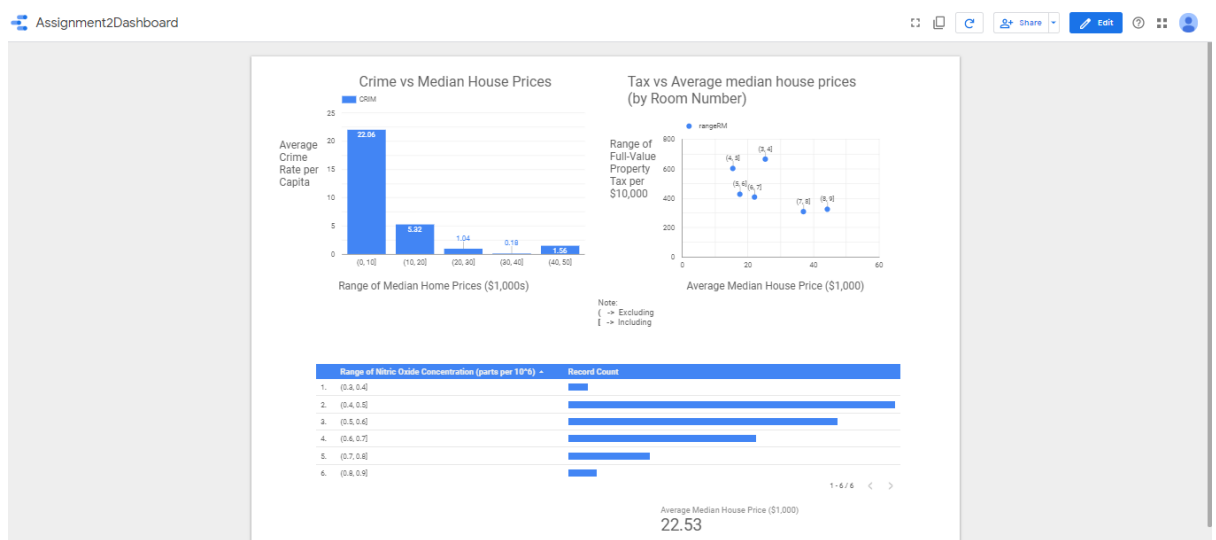 Assignment2Dashboard
Share
Edit
Crime vs Median House Prices
CRIM
Average
Crime
Rate per
Capita
25
20
15
10
5
0
22.06
5.32
1.04
0.18
1.56
(0, 10]
(10, 20]
(20, 30]
(30, 40]
(40, 50]
Range of Median Home Prices ($1,000s)
Tax vs Average median house prices
(by Room Number)
rangeRM
Range of
Full-Value
Property
Tax per
$10,000
800
600
400
200
0
(4, 5]
(3, 4]
(5, 6]
(6, 7]
(7, 8]
(8, 9]
0
20
40
60
Average Median House Price ($1,000)
Note:
( -> Excluding
[ -> Including
Range of Nitric Oxide Concentration (parts per 10^6)
Record Count
1. (0.3, 0.4]
2. (0.4, 0.5]
3. (0.5, 0.6]
4. (0.6, 0.7]
5. (0.7, 0.8]
6. (0.8, 0.9]
1 - 6 / 6
Average Median House Price ($1,000)
22.53